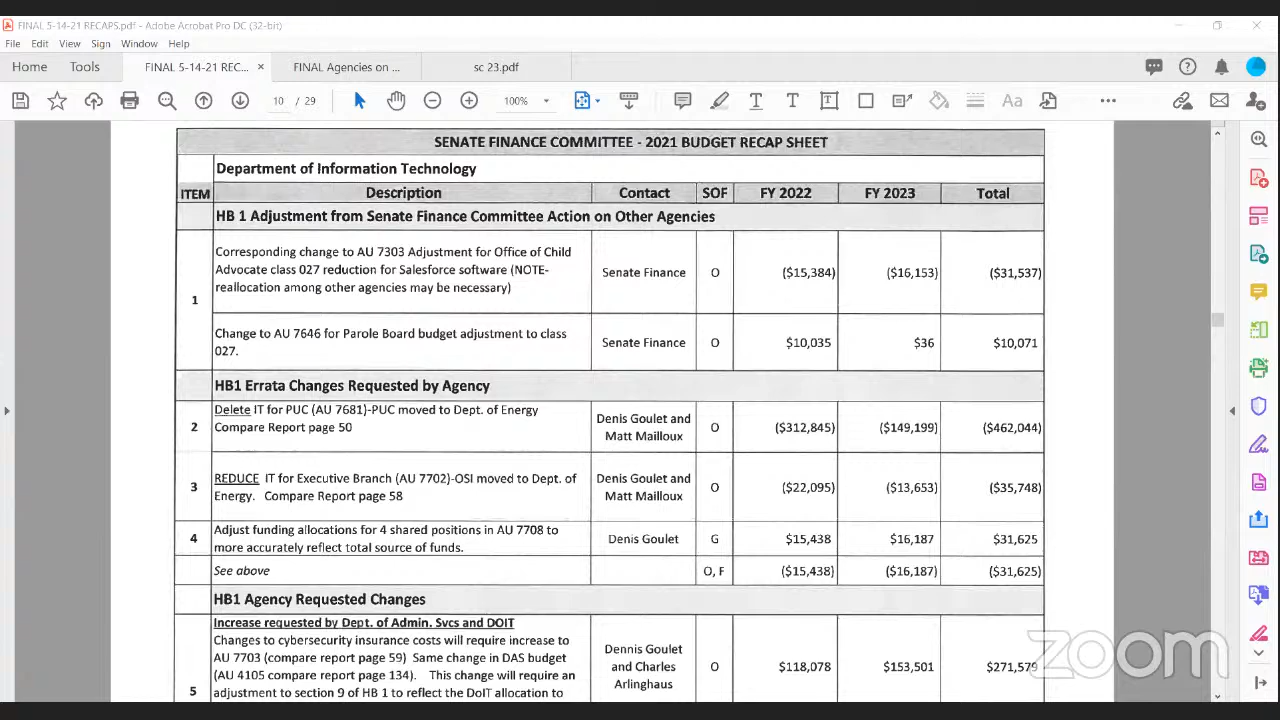 FINAL 5-14-21 RECAPS.pdf - Adobe Acrobat Pro DC (32-bit)
File Edit View Sign Window Help
Home Tools FINAL 5-14-21 REC... × FINAL Agencies on ... sc 23.pdf
10 / 29 100% Aa
SENATE FINANCE COMMITTEE - 2021 BUDGET RECAP SHEET
Department of Information Technology
ITEM Description Contact SOF FY 2022 FY 2023 Total
HB 1 Adjustment from Senate Finance Committee Action on Other Agencies
Corresponding change to AU 7303 Adjustment for Office of Child
Advocate class 027 reduction for Salesforce software (NOTE-
reallocation among other agencies may be necessary)
Senate Finance O ($15,384) ($16,153) ($31,537)
1
Change to AU 7646 for Parole Board budget adjustment to class
027.
Senate Finance O $10,035 $36 $10,071
HB1 Errata Changes Requested by Agency
2
Delete IT for PUC (AU 7681)-PUC moved to Dept. of Energy
Compare Report page 50
Denis Goulet and
Matt Mailloux
O ($312,845) ($149,199) ($462,044)
3
REDUCE IT for Executive Branch (AU 7702)-OSI moved to Dept. of
Energy. Compare Report page 58
Denis Goulet and
Matt Mailloux
O ($22,095) ($13,653) ($35,748)
4
Adjust funding allocations for 4 shared positions in AU 7708 to
more accurately reflect total source of funds.
Denis Goulet G $15,438 $16,187 $31,625
See above O, F ($15,438) ($16,187) ($31,625)
HB1 Agency Requested Changes
Increase requested by Dept. of Admin. Svcs and DOIT
Changes to cybersecurity insurance costs will require increase to
AU 7703 (compare report page 59) Same change in DAS budget
(AU 4105 compare report page 134). This change will require an
adjustment to section 9 of HB 1 to reflect the DoIT allocation to
5
Dennis Goulet
and Charles
Arlinghaus
O $118,078 $153,501 $271,579
zoom